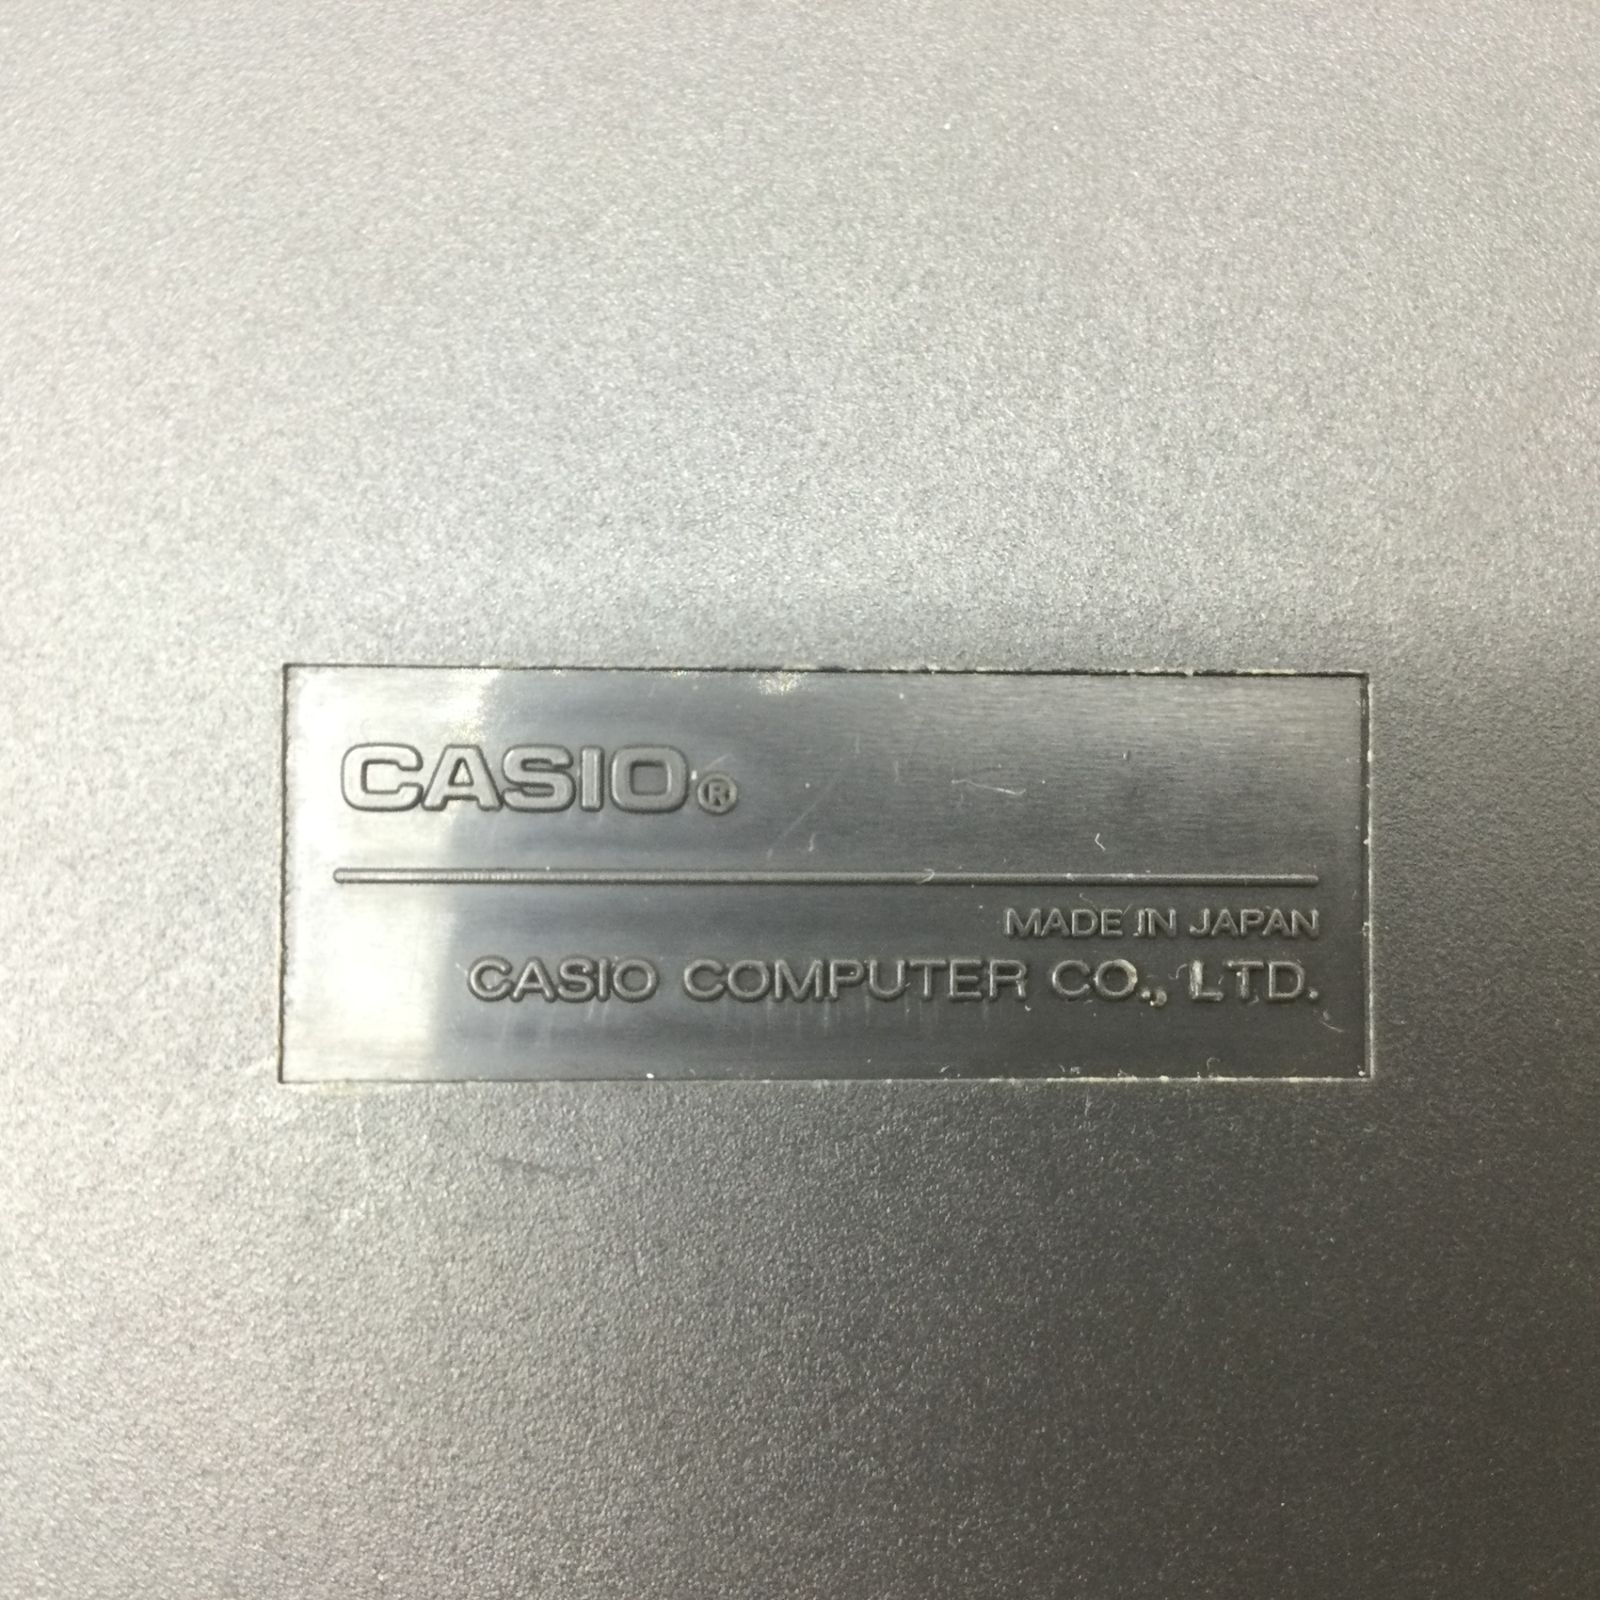 CASIO®
MADE IN JAPAN
CASIO COMPUTER CO., LTD.